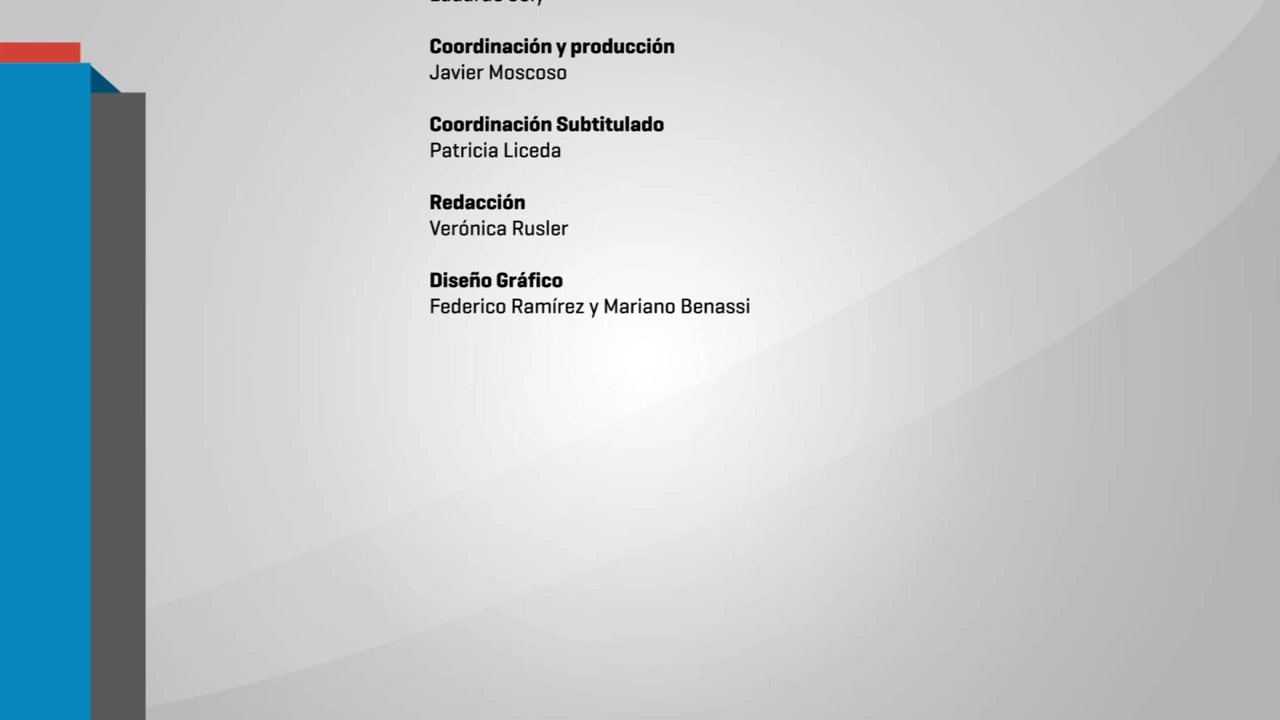 Coordinación y producción
Javier Moscoso
Coordinación Subtitulado
Patricia Liceda
Redacción
Verónica Rusler
Diseño Gráfico
Federico Ramírez y Mariano Benassi